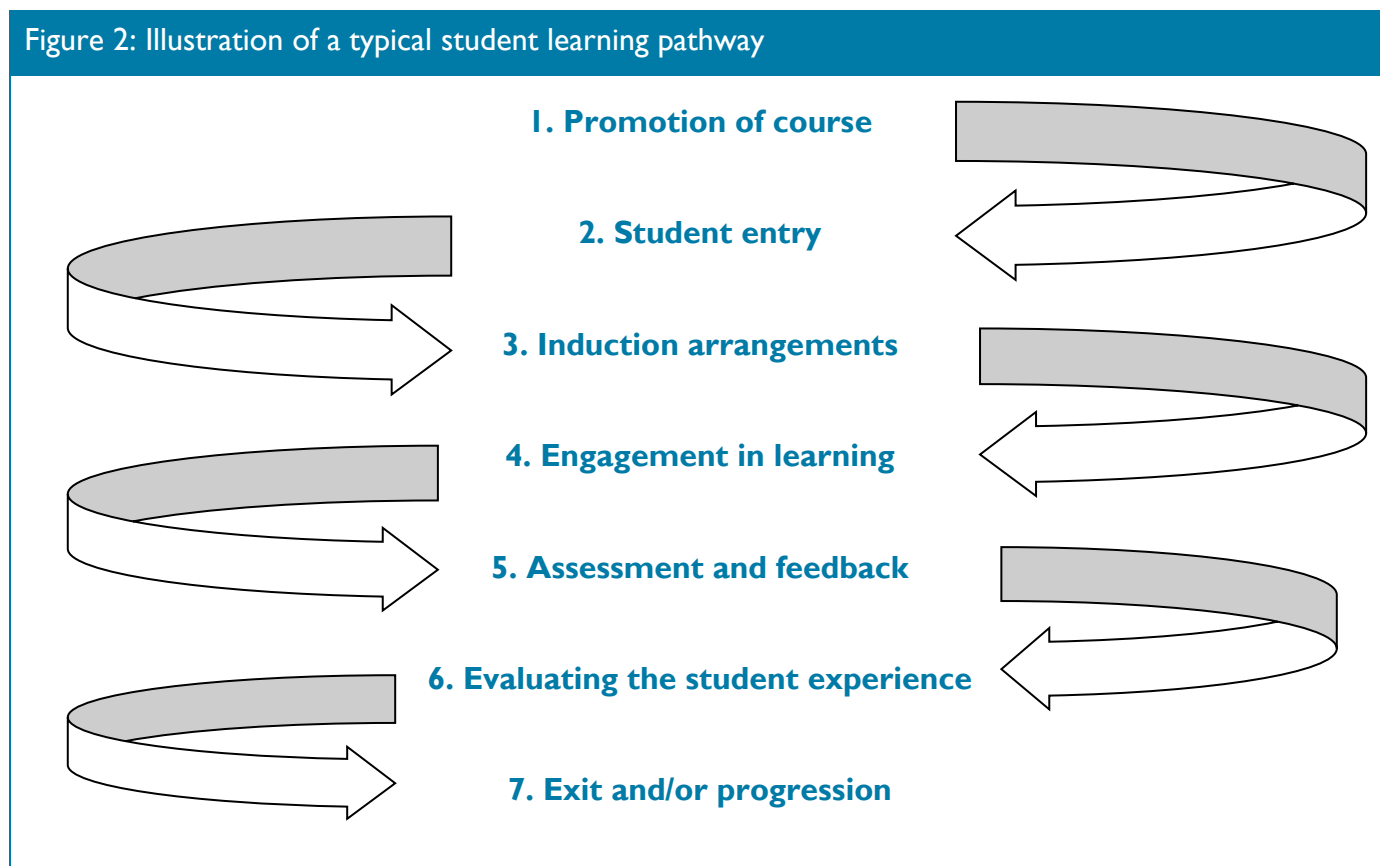 Figure 2: Illustration of a typical student learning pathway
1. Promotion of course
2. Student entry
3. Induction arrangements
4. Engagement in learning
5. Assessment and feedback
6. Evaluating the student experience
7. Exit and/or progression